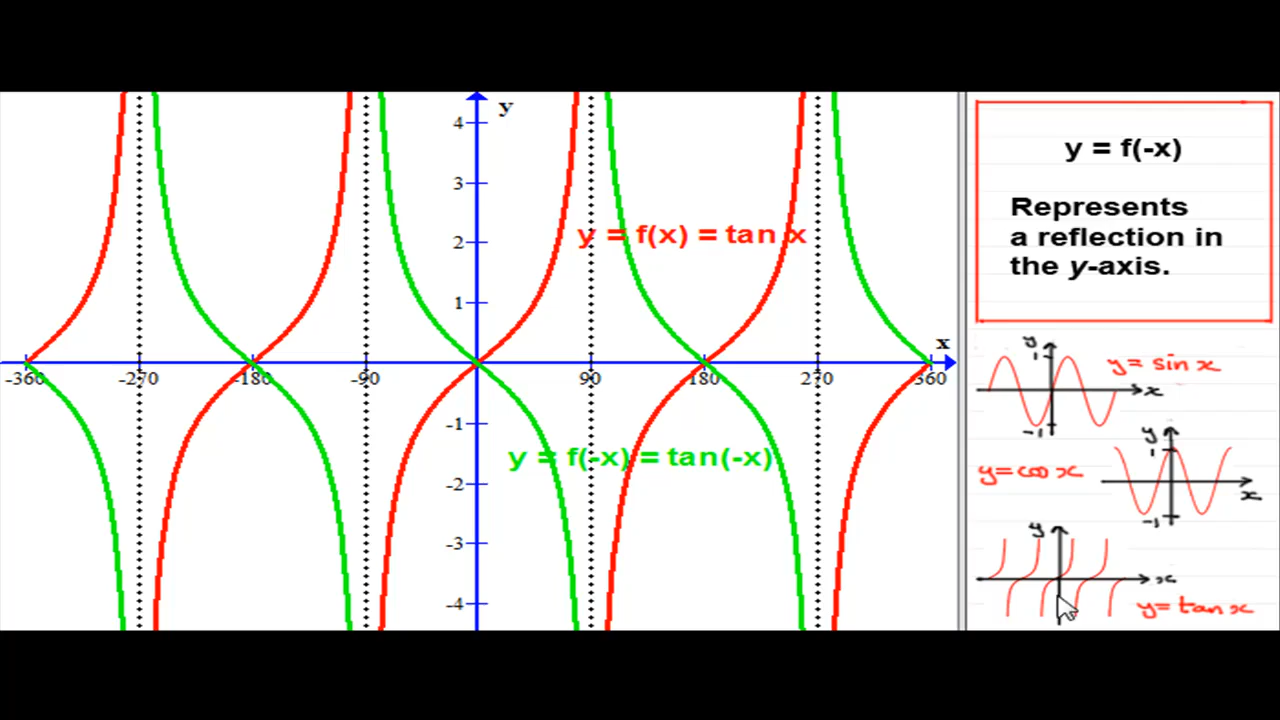 y
4
3
2
1
-1
-2
-3
-4
x
-360
-270
-180
-90
90
180
270
360
y = f(x) = tan x
y = f(-x) = tan(-x)
y = f(-x)
Represents
a reflection in
the y-axis.
y
1
-1
x
y = sin x
y
1
-1
x
y = cos x
y
x
y = tan x